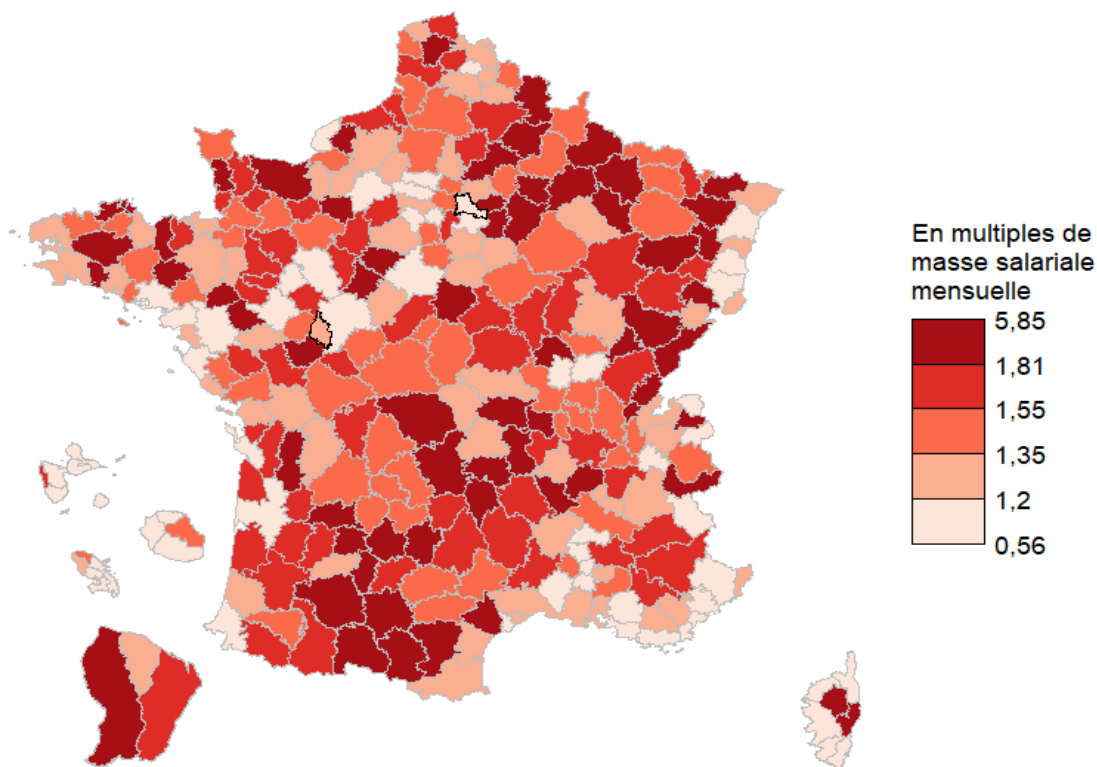 En multiples de
masse salariale
mensuelle
5,85
1,81
1,55
1,35
1,2
0,56